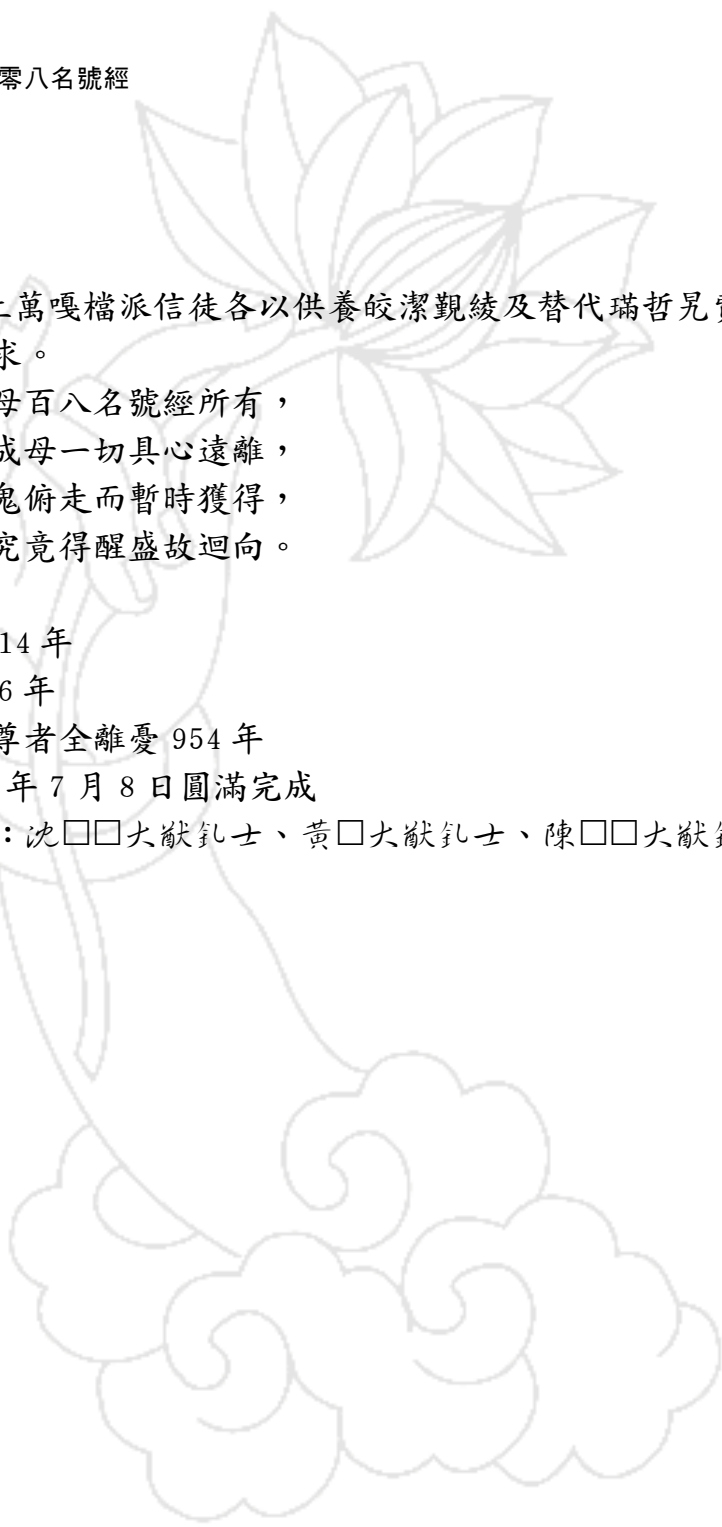 零八名號經
上萬嘎檔派信徒各以供養皎潔觀綾及替代璊哲
求。
母百八名號經所有，
成母一切具心遠離，
鬼俯走而暫時獲得，
究竟得醒盛故迴向。
14 年
6 年
尊者全離憂 954 年
年 7 月 8 日圓滿完成
：沈□□大猷釓士、黃□大猷釓士、陳□□大猷